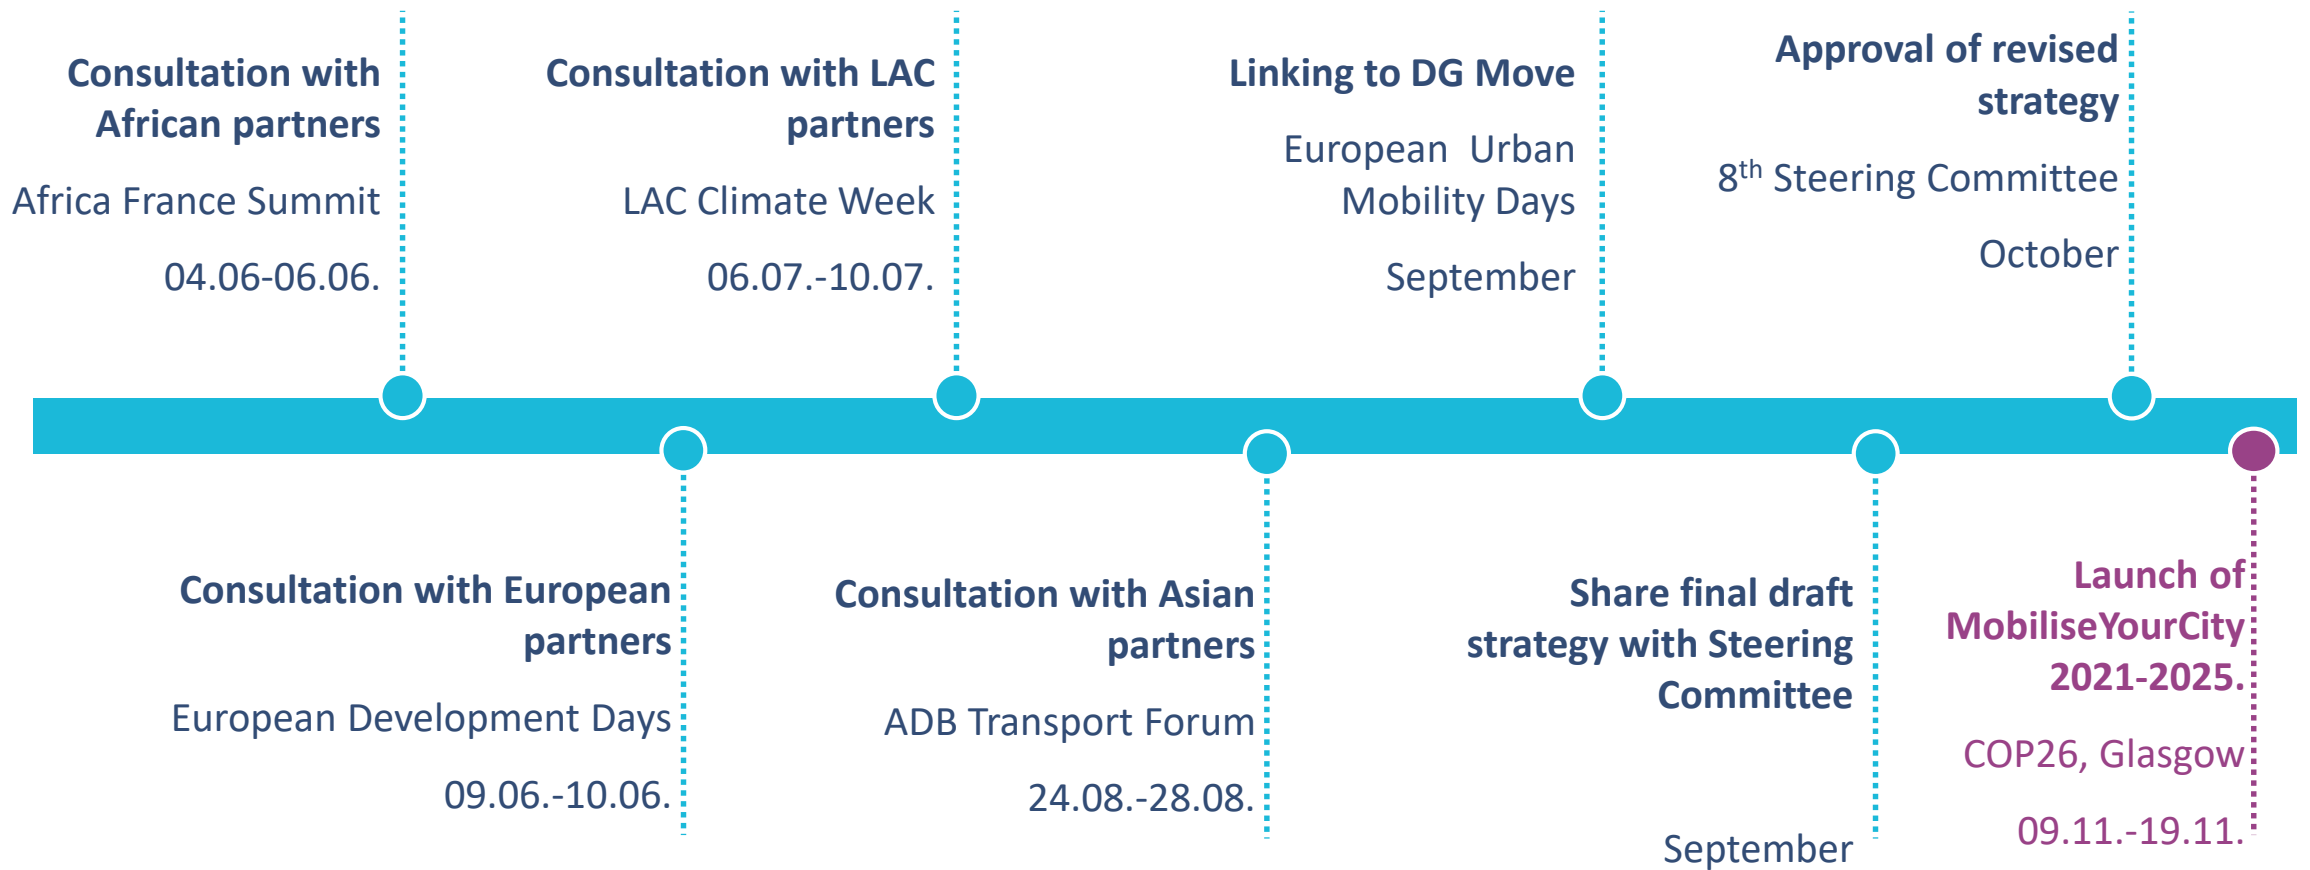 Consultation with
African partners
Africa France Summit
04.06-06.06.
Consultation with European
partners
European Development Days
09.06.-10.06.
Consultation with LAC
partners
LAC Climate Week
06.07.-10.07.
Consultation with Asian
partners
ADB Transport Forum
24.08.-28.08.
Linking to DG Move
European Urban
Mobility Days
September
Share final draft
strategy with Steering
Committee
September
Approval of revised
strategy
8th Steering Committee
October
Launch of
MobiliseYourCity
2021-2025.
COP26, Glasgow
09.11.-19.11.